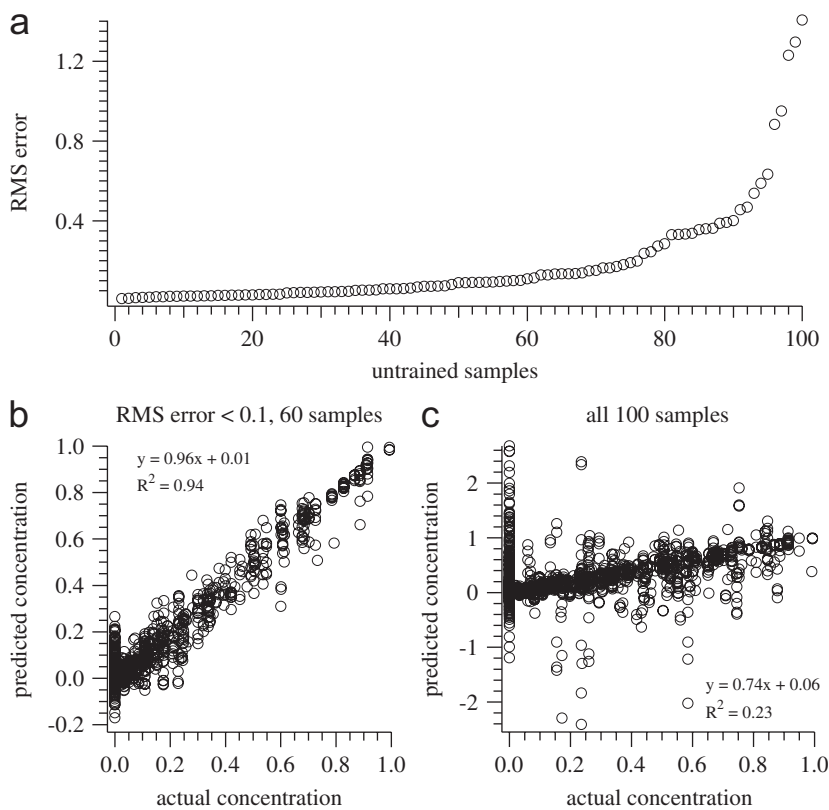 a
1.2
0.8
0.4
RMS error
0 20 40 60 80 100
untrained samples
b
RMS error < 0.1, 60 samples
y = 0.96x + 0.01
R² = 0.94
1.0
0.8
0.6
0.4
0.2
0.0
-0.2
predicted concentration
0.0 0.2 0.4 0.6 0.8 1.0
actual concentration
c
all 100 samples
2
1
0
-1
-2
predicted concentration
y = 0.74x + 0.06
R² = 0.23
0.0 0.2 0.4 0.6 0.8 1.0
actual concentration